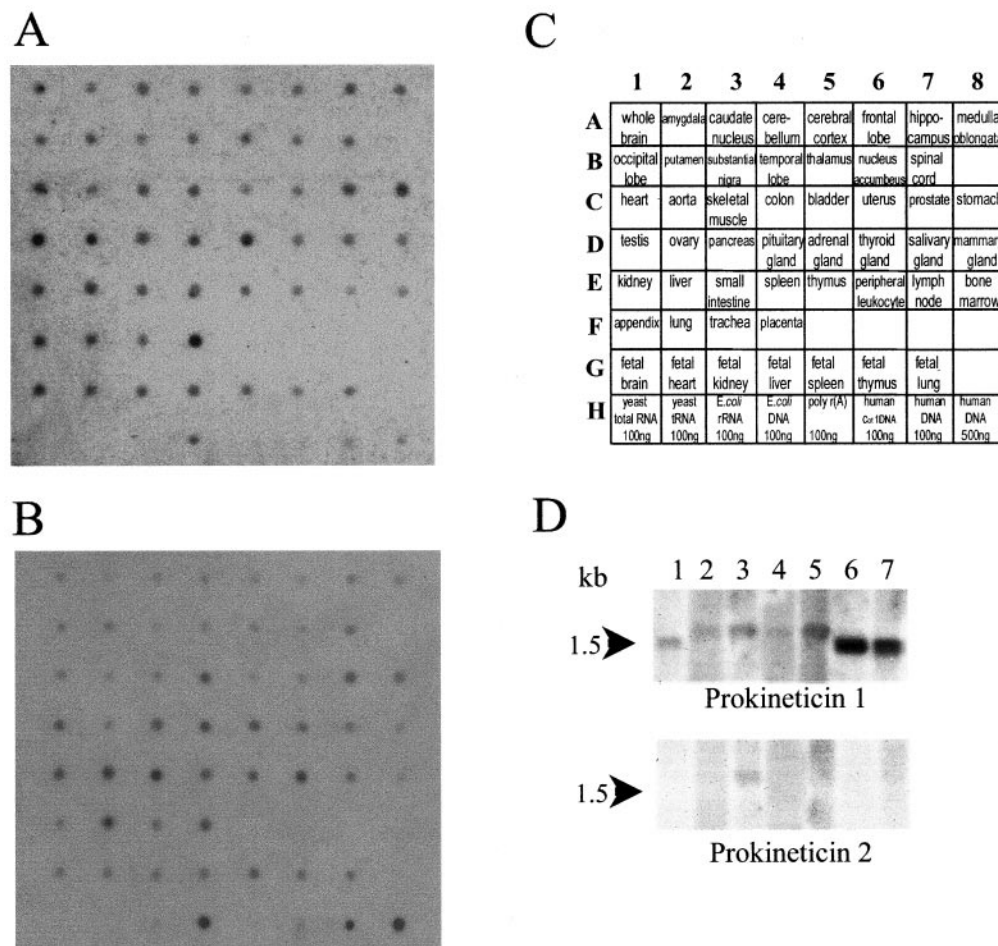 A
C
1 2 3 4 5 6 7 8
A whole brain amygdala caudate nucleus cere- bellum cerebral cortex frontal lobe hippo- campus medulla oblongata
B occipital lobe putamen substantia nigra temporal lobe thalamus nucleus accumbeus spinal cord
C heart aorta skeletal muscle colon bladder uterus prostate stomach
D testis ovary pancreas pituitary gland adrenal gland thyroid gland salivary gland mammary gland
E kidney liver small intestine spleen thymus peripheral leukocyte lymph node bone marrow
F appendix lung trachea placenta
G fetal brain fetal heart fetal kidney fetal liver fetal spleen fetal thymus fetal lung
H yeast total RNA 100ng yeast tRNA 100ng E.coli rRNA 100ng E.coli DNA 100ng poly r(A) 100ng human Cot 1DNA 100ng human DNA 100ng human DNA 500ng
B
D
kb 1 2 3 4 5 6 7
1.5
Prokineticin 1
1.5
Prokineticin 2